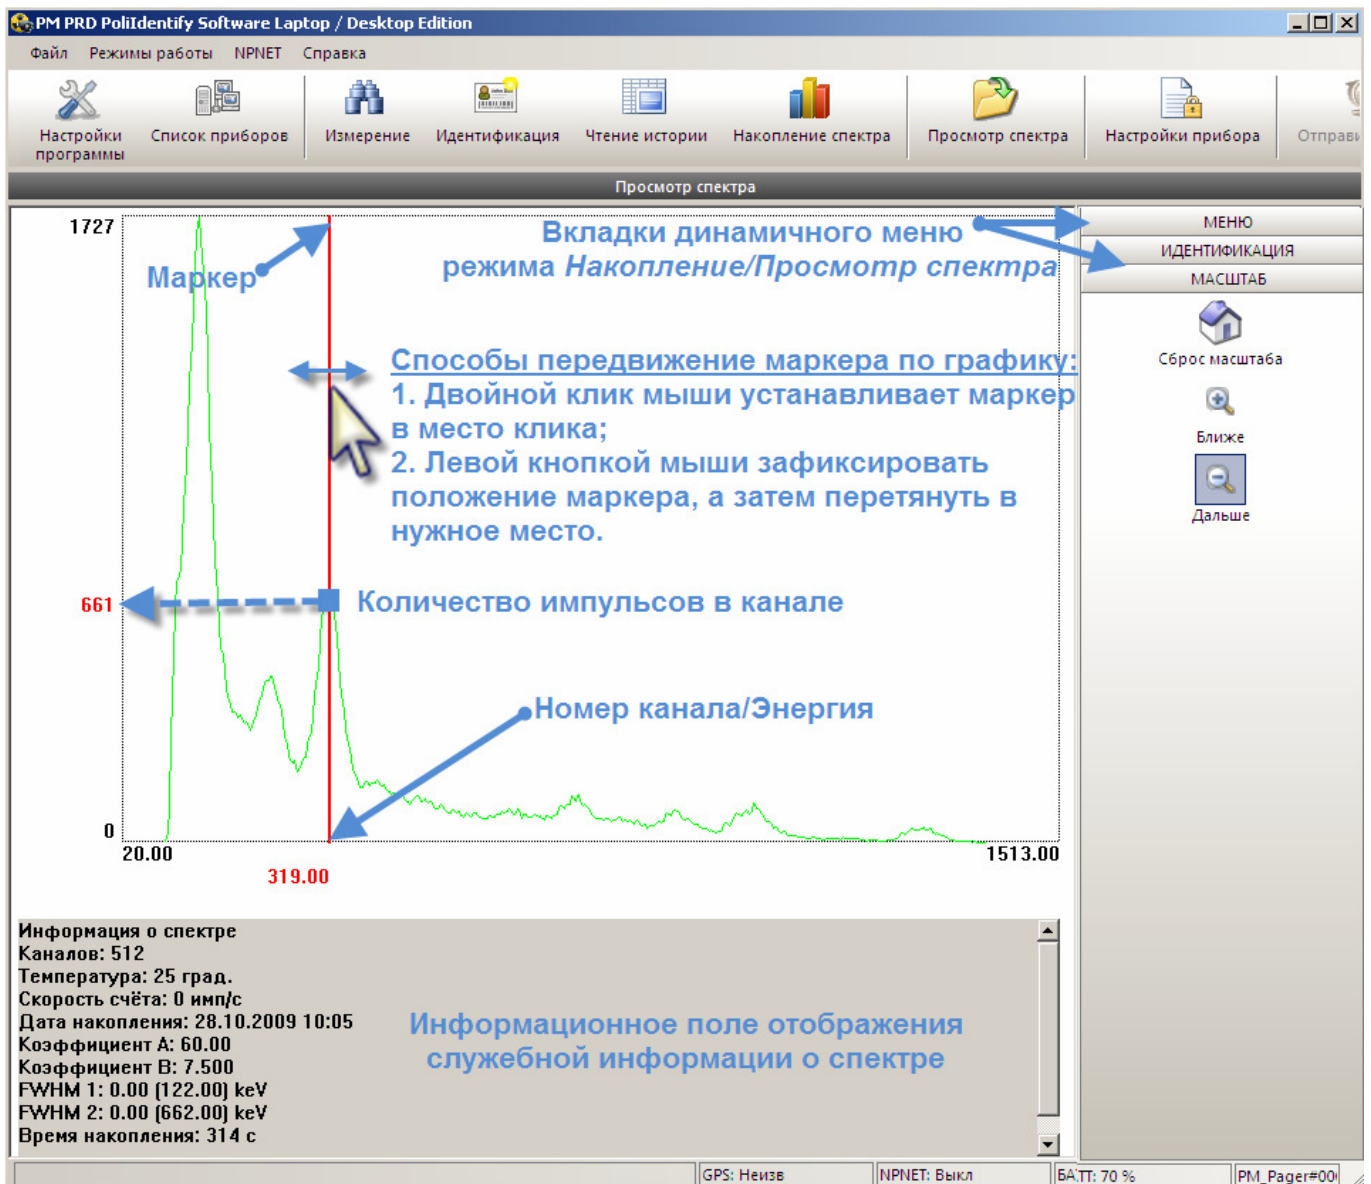 PM PRD PoliIdentify Software Laptop / Desktop Edition
Файл Режимы работы NPNET Справка
Настройки программы
Список приборов
Измерение
Идентификация
Чтение истории
Накопление спектра
Просмотр спектра
Настройки прибора
Отправи
Просмотр спектра
1727
Маркер
Вкладки динамичного меню
режима Накопление/Просмотр спектра
МЕНЮ
ИДЕНТИФИКАЦИЯ
МАСШТАБ
Сброс масштаба
Ближе
Дальше
Способы передвижение маркера по графику:
1. Двойной клик мыши устанавливает маркер
в место клика;
2. Левой кнопкой мыши зафиксировать
положение маркера, а затем перетянуть в
нужное место.
661
Количество импульсов в канале
Номер канала/Энергия
0
20.00
1513.00
319.00
Информация о спектре
Каналов: 512
Температура: 25 град.
Скорость счёта: 0 имп/с
Дата накопления: 28.10.2009 10:05
Коэффициент A: 60.00
Коэффициент B: 7.500
FWHM 1: 0.00 (122.00) keV
FWHM 2: 0.00 (662.00) keV
Время накопления: 314 с
Информационное поле отображения
служебной информации о спектре
GPS: Неизв
NPNET: Выкл
БАТТ: 70 %
PM_Pager#00